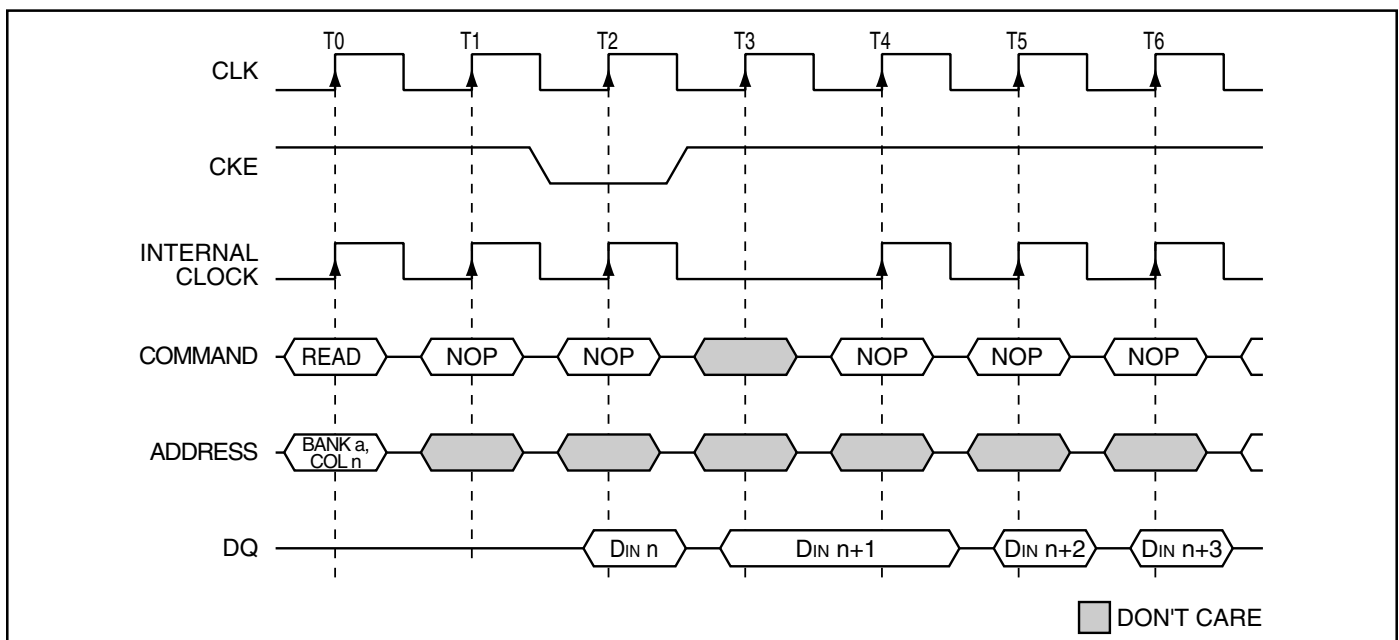 T0 T1 T2 T3 T4 T5 T6
CLK
CKE
INTERNAL
CLOCK
COMMAND READ NOP NOP NOP NOP NOP
ADDRESS BANK a,
COL n
DQ DIN n DIN n+1 DIN n+2 DIN n+3
DON'T CARE